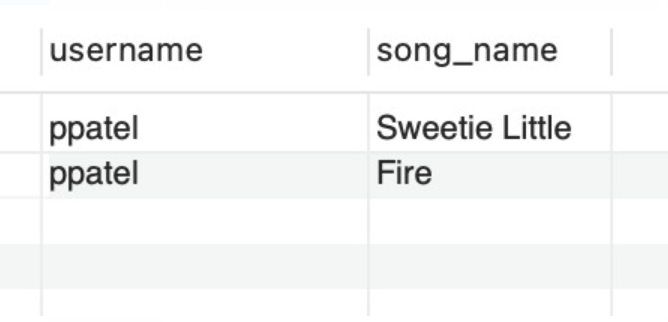 username song_name
ppatel Sweetie Little
ppatel Fire